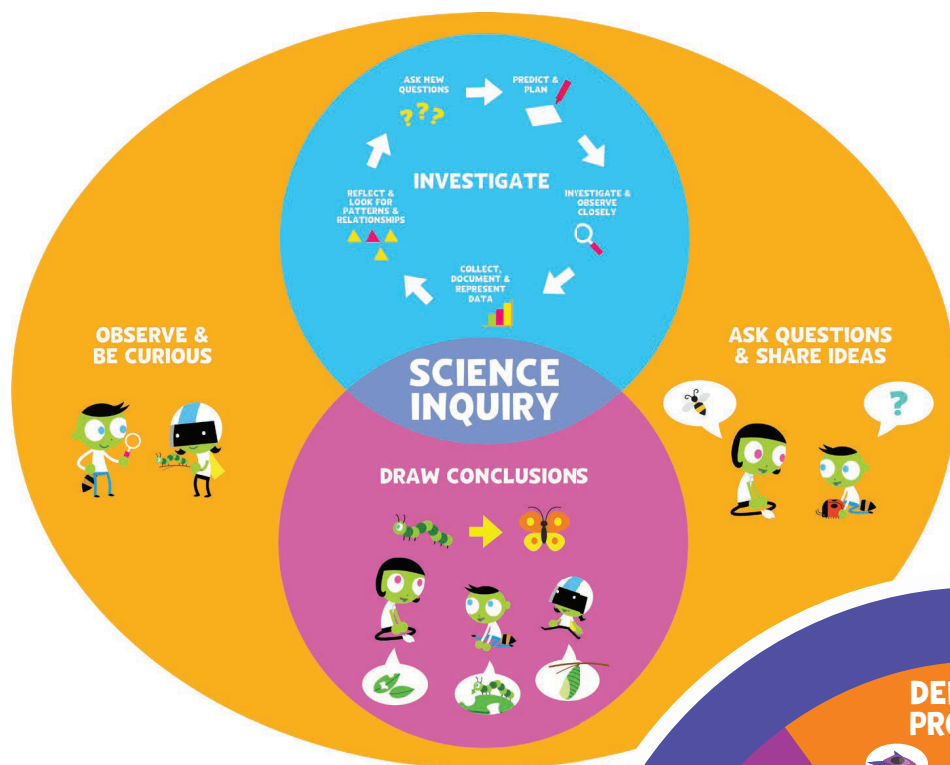 ASK NEW
QUESTIONS
???
PREDICT &
PLAN
INVESTIGATE
INVESTIGATE &
OBSERVE
CLOSELY
REFLECT &
LOOK FOR
PATTERNS &
RELATIONSHIPS
COLLECT,
DOCUMENT &
REPRESENT
DATA
OBSERVE &
BE CURIOUS
ASK QUESTIONS
& SHARE IDEAS
?
SCIENCE
INQUIRY
DRAW CONCLUSIONS